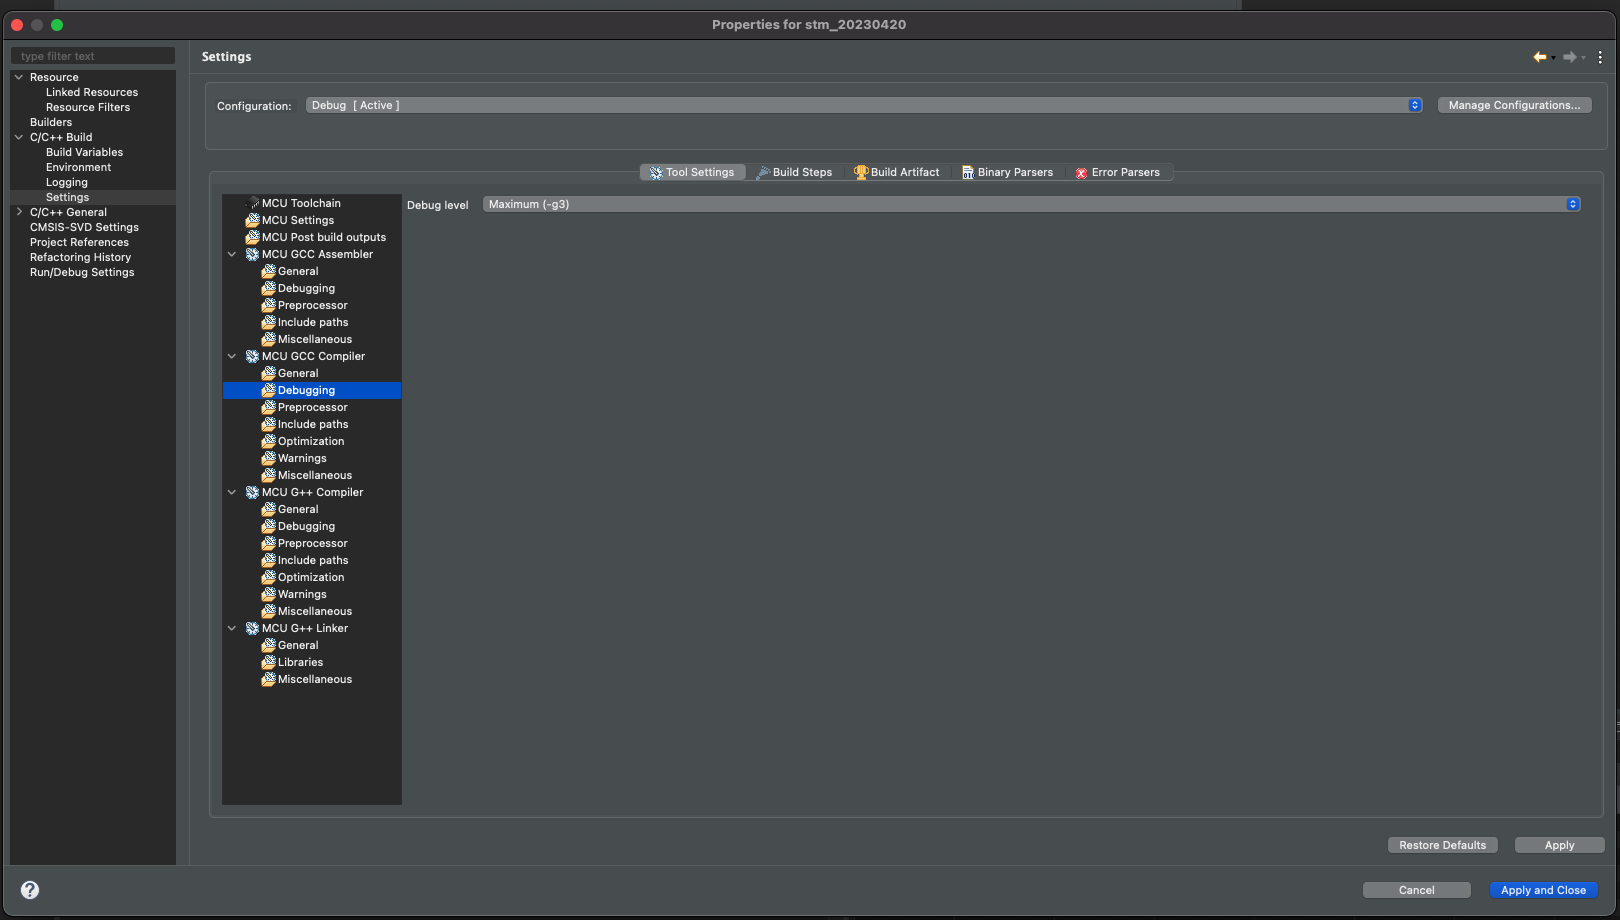 Properties for stm_20230420
type filter text
Resource
Linked Resources
Resource Filters
Builders
C/C++ Build
Build Variables
Environment
Logging
Settings
C/C++ General
CMSIS-SVD Settings
Project References
Refactoring History
Run/Debug Settings
Settings
Configuration: Debug [ Active ] Manage Configurations...
Tool Settings Build Steps Build Artifact Binary Parsers Error Parsers
MCU Toolchain
MCU Settings
MCU Post build outputs
MCU GCC Assembler
General
Debugging
Preprocessor
Include paths
Miscellaneous
MCU GCC Compiler
General
Debugging
Preprocessor
Include paths
Optimization
Warnings
Miscellaneous
MCU G++ Compiler
General
Debugging
Preprocessor
Include paths
Optimization
Warnings
Miscellaneous
MCU G++ Linker
General
Libraries
Miscellaneous
Debug level Maximum (-g3)
Restore Defaults Apply
? Cancel Apply and Close